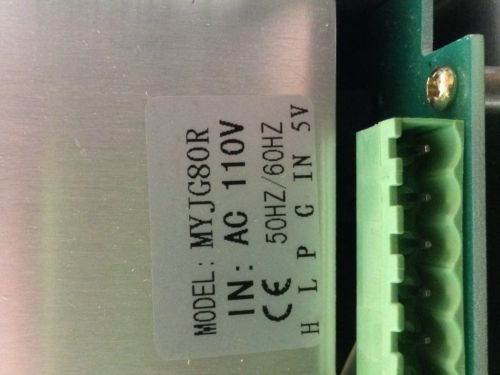 MODEL: MYJG80R
IN: AC 110V
CE 50HZ/60HZ
H L P G IN 5V